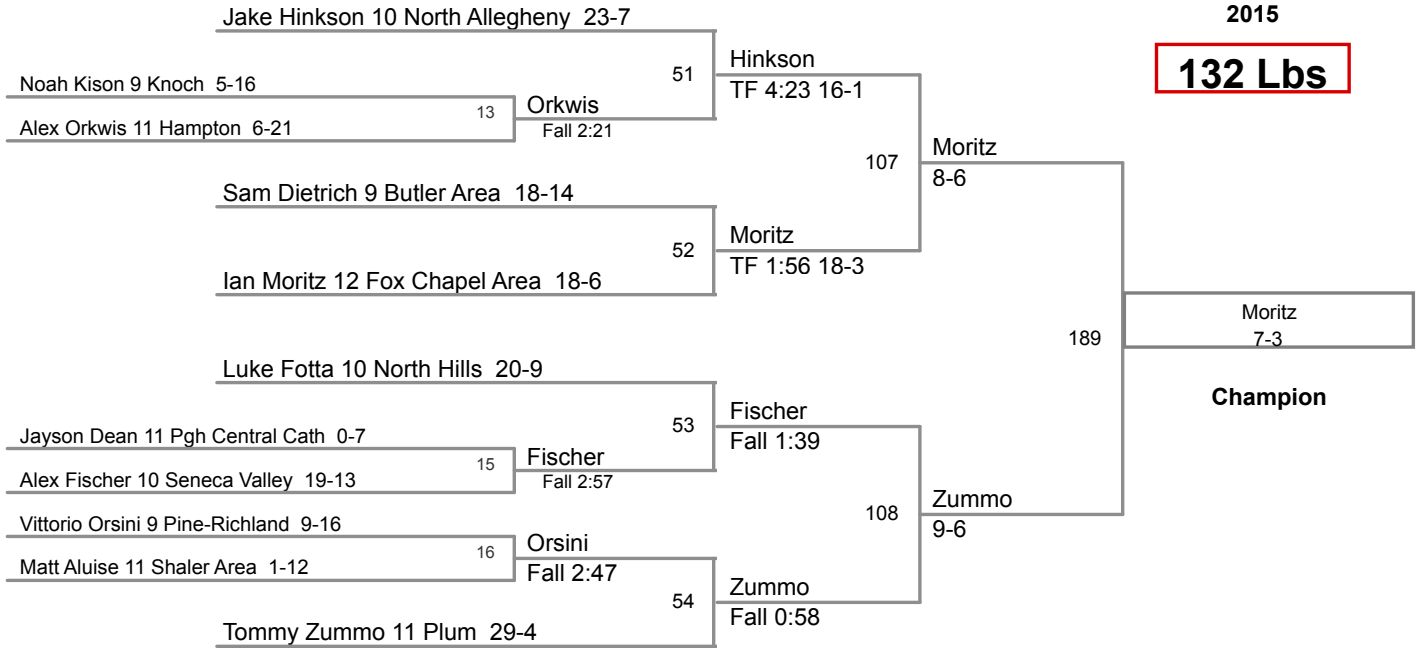 2015
132 Lbs
Jake Hinkson 10 North Allegheny 23-7
51
Hinkson
TF 4:23 16-1
Noah Kison 9 Knoch 5-16
13
Orkwis
Fall 2:21
Alex Orkwis 11 Hampton 6-21
107
Moritz
8-6
Sam Dietrich 9 Butler Area 18-14
52
Moritz
TF 1:56 18-3
Ian Moritz 12 Fox Chapel Area 18-6
189
Moritz
7-3
Champion
Luke Fotta 10 North Hills 20-9
53
Fischer
Fall 1:39
Jayson Dean 11 Pgh Central Cath 0-7
15
Fischer
Fall 2:57
Alex Fischer 10 Seneca Valley 19-13
108
Zummo
9-6
Vittorio Orsini 9 Pine-Richland 9-16
16
Orsini
Fall 2:47
Matt Aluise 11 Shaler Area 1-12
54
Zummo
Fall 0:58
Tommy Zummo 11 Plum 29-4